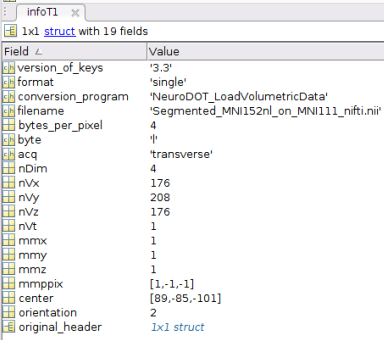 infoT1
1x1 struct with 19 fields
Field Value
version_of_keys '3.3'
format 'single'
conversion_program 'NeuroDOT_LoadVolumetricData'
filename 'Segmented_MNI152nl_on_MNI111_nifti.nii'
bytes_per_pixel 4
byte 'l'
acq 'transverse'
nDim 4
nVx 176
nVy 208
nVz 176
nVt 1
mmx 1
mmy 1
mmz 1
mmppix [1,-1,-1]
center [89,-85,-101]
orientation 2
original_header 1x1 struct